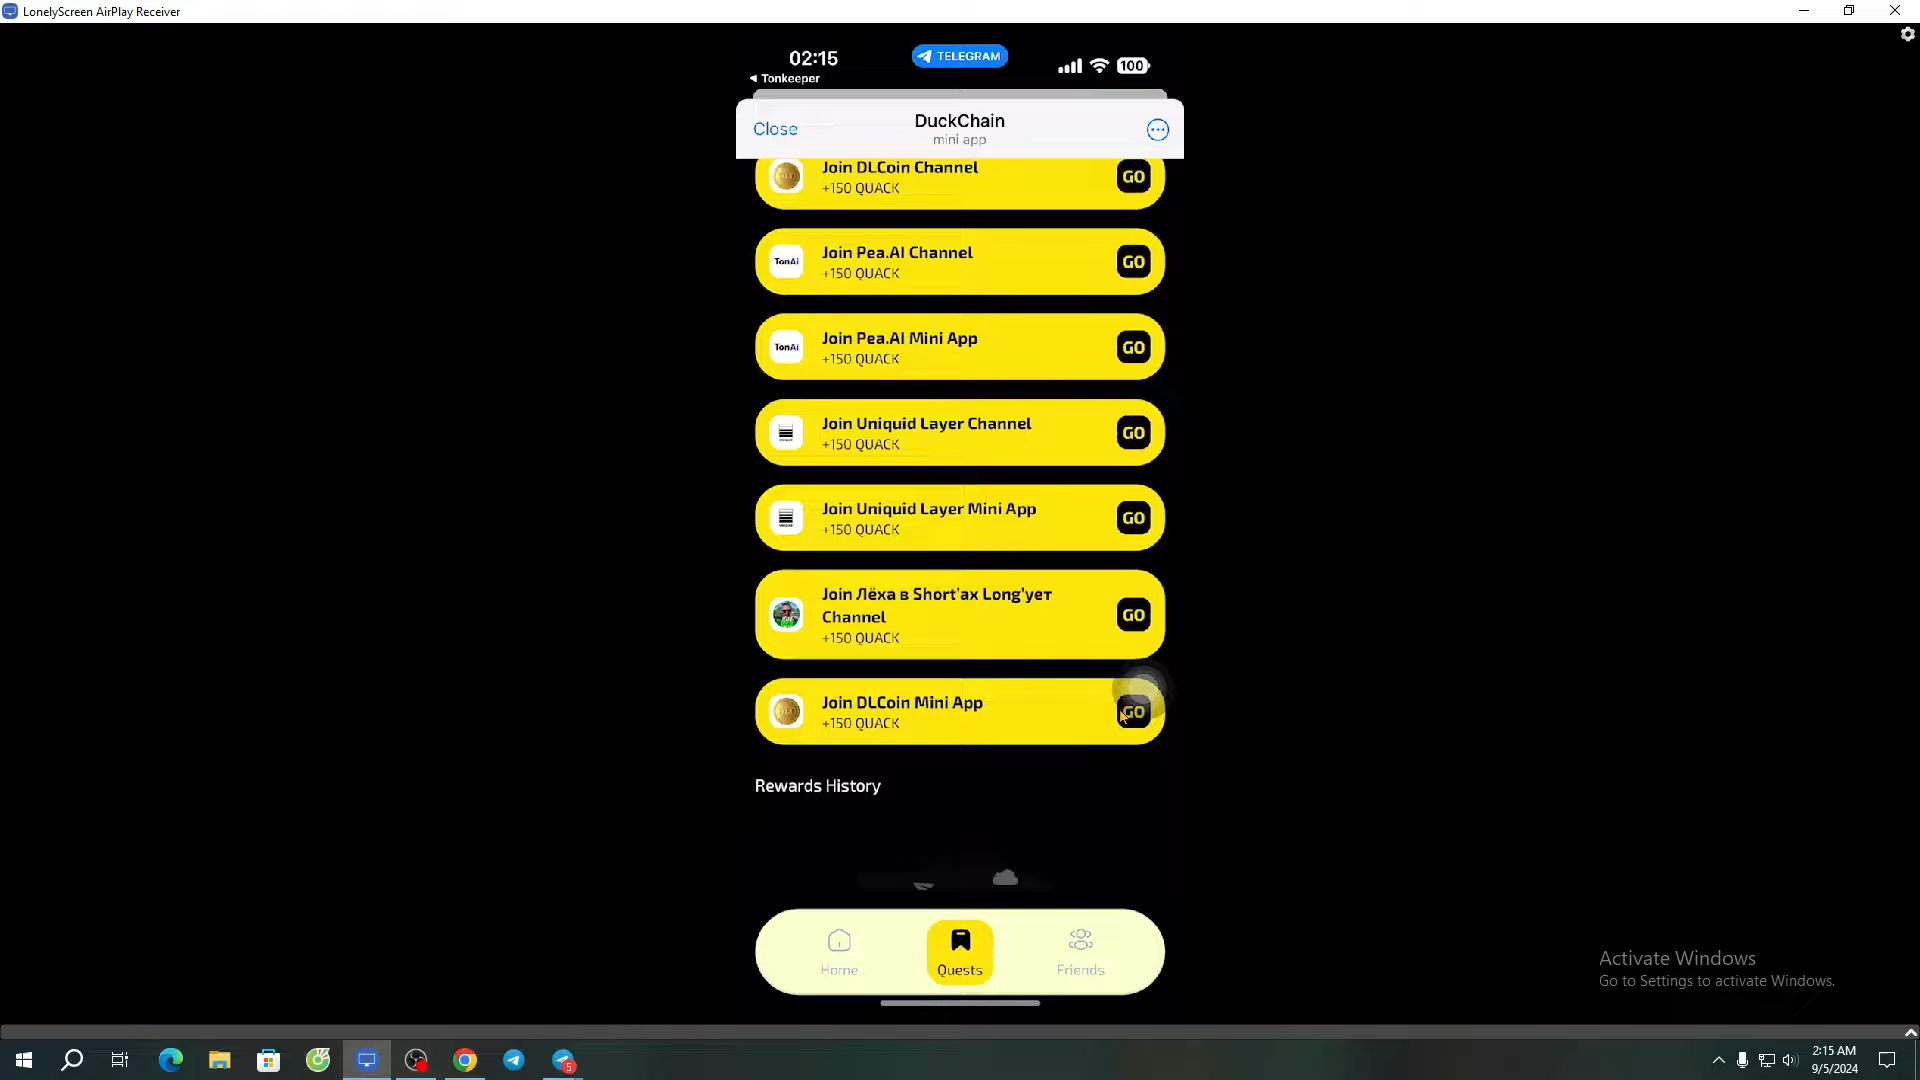 LonelyScreen AirPlay Receiver
02:15
TELEGRAM
100
Tonkeeper
Close
DuckChain
mini app
Join DLCoin Channel
+150 QUACK
GO
Join Pea.AI Channel
+150 QUACK
GO
TonAi
Join Pea.AI Mini App
+150 QUACK
GO
TonAi
Join Uniquid Layer Channel
+150 QUACK
GO
Join Uniquid Layer Mini App
+150 QUACK
GO
Join Лёха в Short'ах Long'ует
Channel
+150 QUACK
GO
Join DLCoin Mini App
+150 QUACK
GO
Rewards History
Home
Quests
Friends
Activate Windows
Go to Settings to activate Windows.
5
2:15 AM
9/5/2024